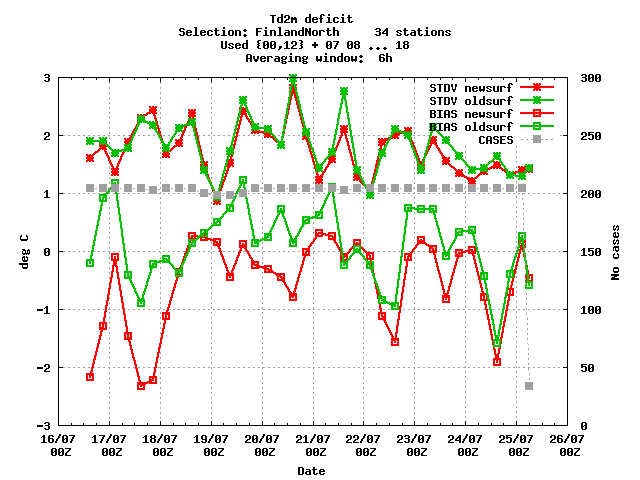 Td2m deficit
Selection: FinlandNorth     34 stations
Used {00,12} + 07 08 ... 18
Averaging window:  6h
STDV newsurf
STDV oldsurf
BIAS newsurf
BIAS oldsurf
CASES
3
2
1
0
-1
-2
-3
deg C
300
250
200
150
100
50
0
No cases
16/07 17/07 18/07 19/07 20/07 21/07 22/07 23/07 24/07 25/07 26/07
00Z 00Z 00Z 00Z 00Z 00Z 00Z 00Z 00Z 00Z 00Z
Date